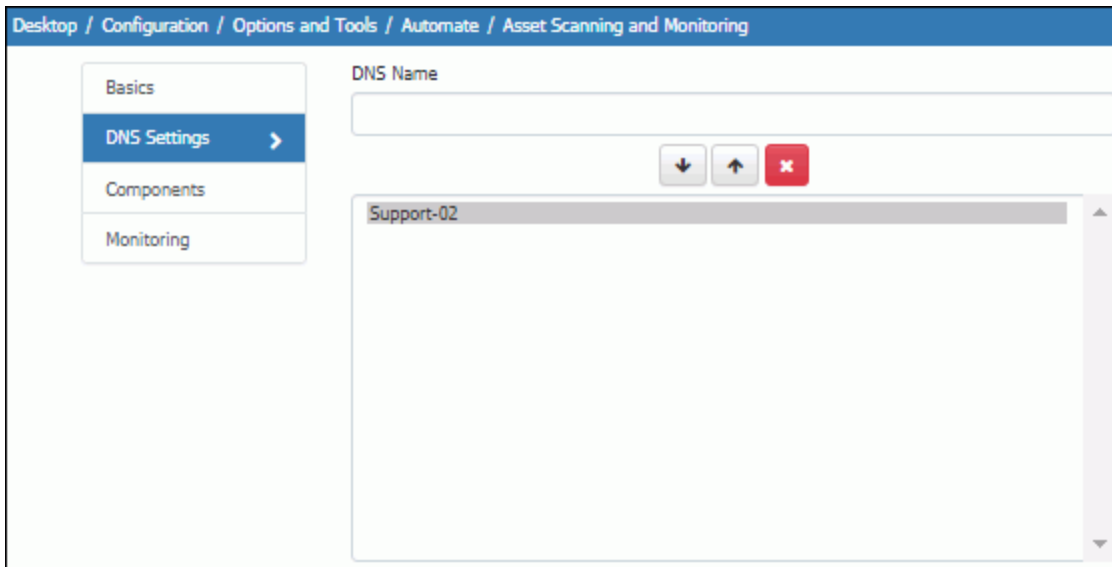 Desktop / Configuration / Options and Tools / Automate / Asset Scanning and Monitoring
Basics
DNS Settings
Components
Monitoring
DNS Name
Support-02